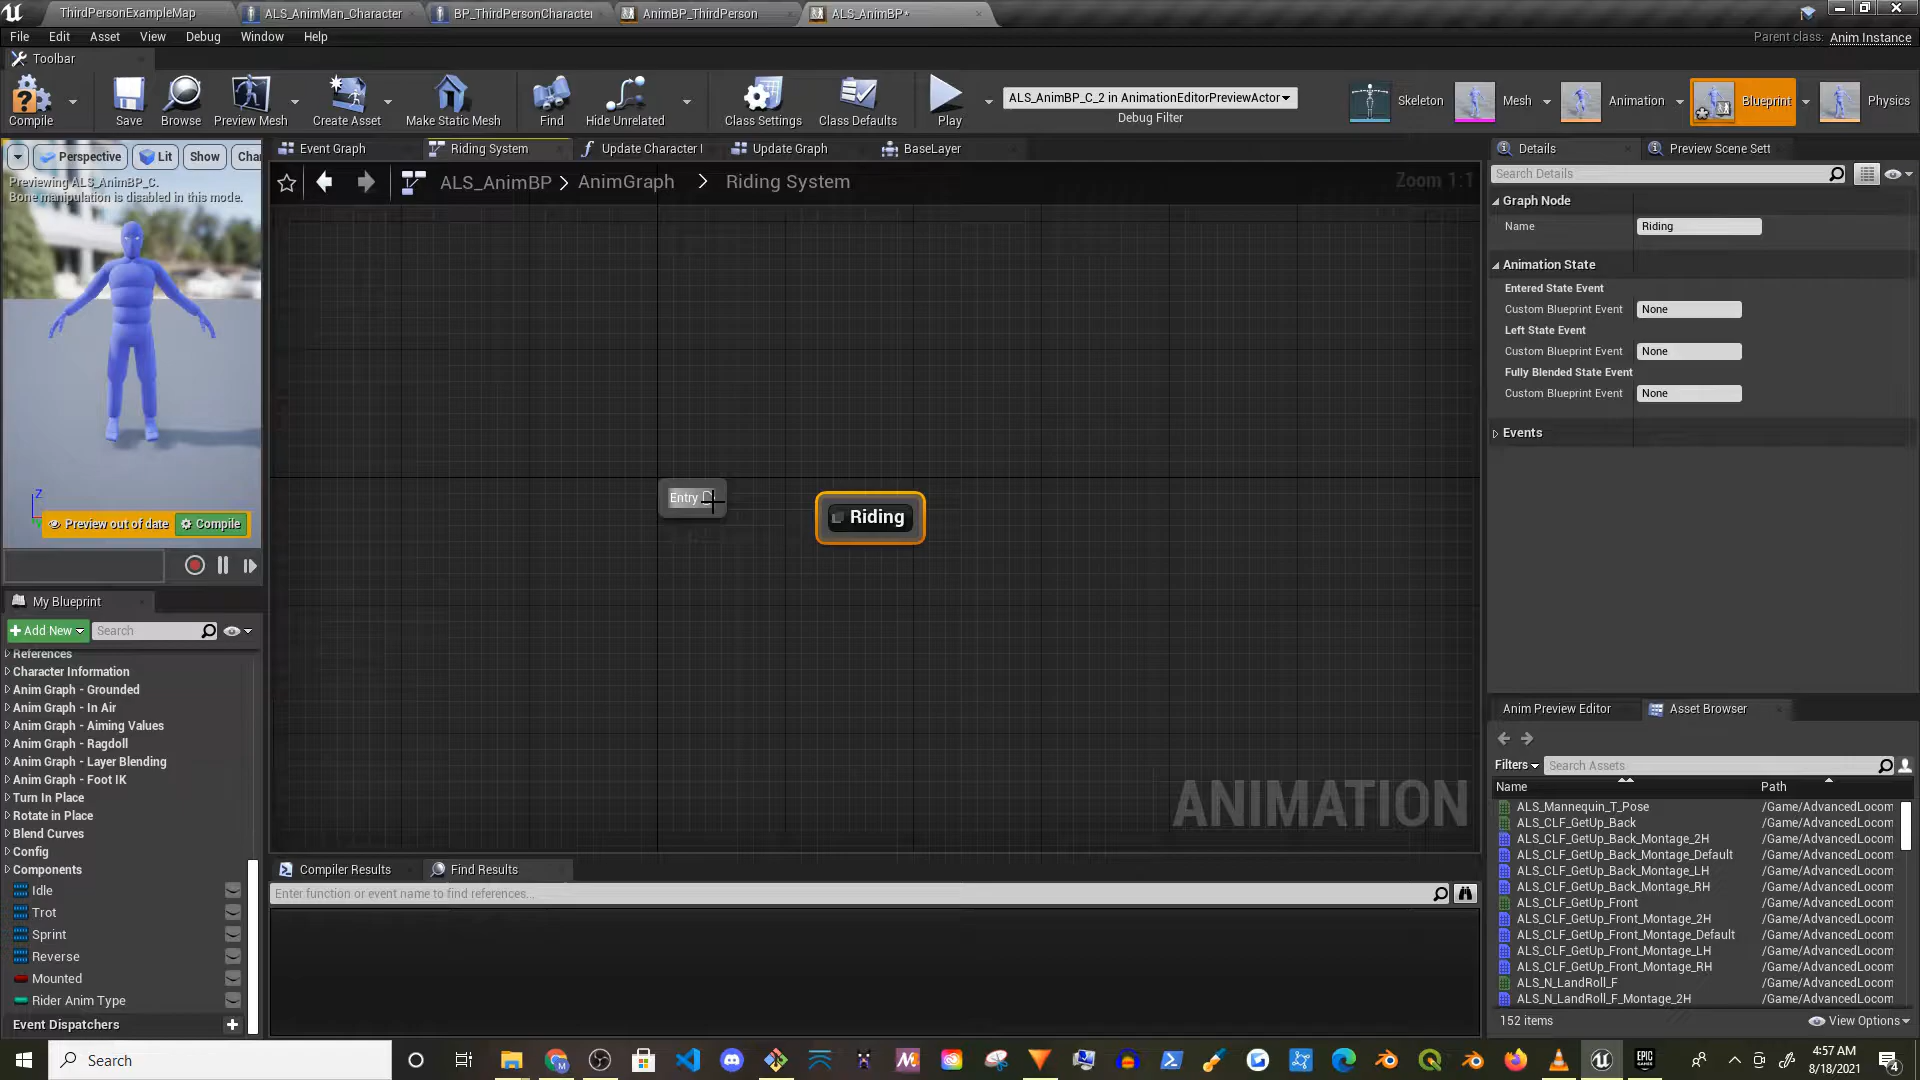 ThirdPersonExampleMap
ALS_AnimMan_Character
BP_ThirdPersonCharacter
AnimBP_ThirdPerson
ALS_AnimBP*
File
Edit
Asset
View
Debug
Window
Help
Parent class:
Anim Instance
Toolbar
Compile
Save
Browse
Preview Mesh
Create Asset
Make Static Mesh
Find
Hide Unrelated
Class Settings
Class Defaults
Play
ALS_AnimBP_C_2 in AnimationEditorPreviewActor
Debug Filter
Skeleton
Mesh
Animation
Blueprint
Physics
Perspective
Lit
Show
Char
Previewing ALS_AnimBP_C.
Bone manipulation is disabled in this mode.
Z
Preview out of date
Compile
Event Graph
Riding System
Update Character I
Update Graph
BaseLayer
ALS_AnimBP
AnimGraph
Riding System
Zoom 1:1
Entry
Riding
ANIMATION
Details
Preview Scene Sett
Search Details
Graph Node
Name
Riding
Animation State
Entered State Event
Custom Blueprint Event
None
Left State Event
Custom Blueprint Event
None
Fully Blended State Event
Custom Blueprint Event
None
Events
My Blueprint
Add New
Search
References
Character Information
Anim Graph - Grounded
Anim Graph - In Air
Anim Graph - Aiming Values
Anim Graph - Ragdoll
Anim Graph - Layer Blending
Anim Graph - Foot IK
Turn In Place
Rotate in Place
Blend Curves
Config
Components
Idle
Trot
Sprint
Reverse
Mounted
Rider Anim Type
Event Dispatchers
Compiler Results
Find Results
Enter function or event name to find references...
Anim Preview Editor
Asset Browser
Filters
Search Assets
Name
Path
ALS_Mannequin_T_Pose
/Game/AdvancedLocom
ALS_CLF_GetUp_Back
/Game/AdvancedLocom
ALS_CLF_GetUp_Back_Montage_2H
/Game/AdvancedLocom
ALS_CLF_GetUp_Back_Montage_Default
/Game/AdvancedLocom
ALS_CLF_GetUp_Back_Montage_LH
/Game/AdvancedLocom
ALS_CLF_GetUp_Back_Montage_RH
/Game/AdvancedLocom
ALS_CLF_GetUp_Front
/Game/AdvancedLocom
ALS_CLF_GetUp_Front_Montage_2H
/Game/AdvancedLocom
ALS_CLF_GetUp_Front_Montage_Default
/Game/AdvancedLocom
ALS_CLF_GetUp_Front_Montage_LH
/Game/AdvancedLocom
ALS_CLF_GetUp_Front_Montage_RH
/Game/AdvancedLocom
ALS_N_LandRoll_F
/Game/AdvancedLocom
ALS_N_LandRoll_F_Montage_2H
/Game/AdvancedLocom
152 items
View Options
Search
EPIC GAMES
4:57 AM
8/18/2021
4